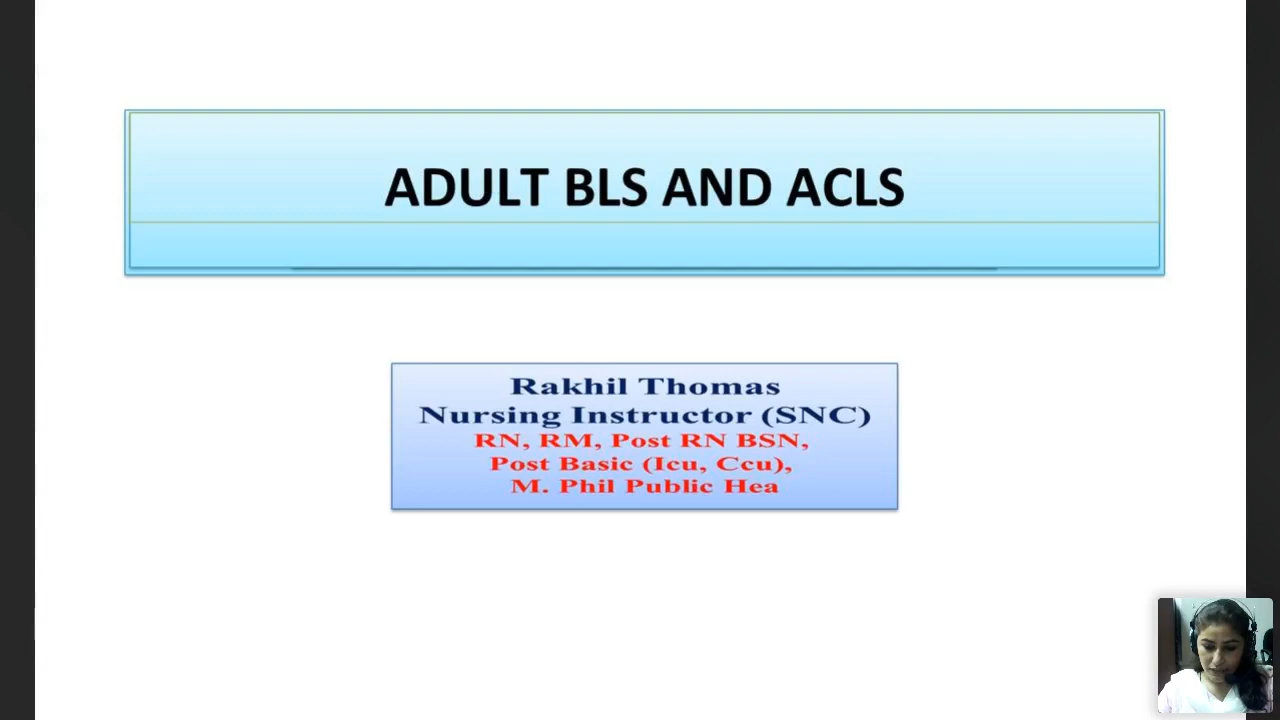 ADULT BLS AND ACLS
Rakhil Thomas
Nursing Instructor (SNC)
RN, RM, Post RN BSN,
Post Basic (Icu, Ccu),
M. Phil Public Hea